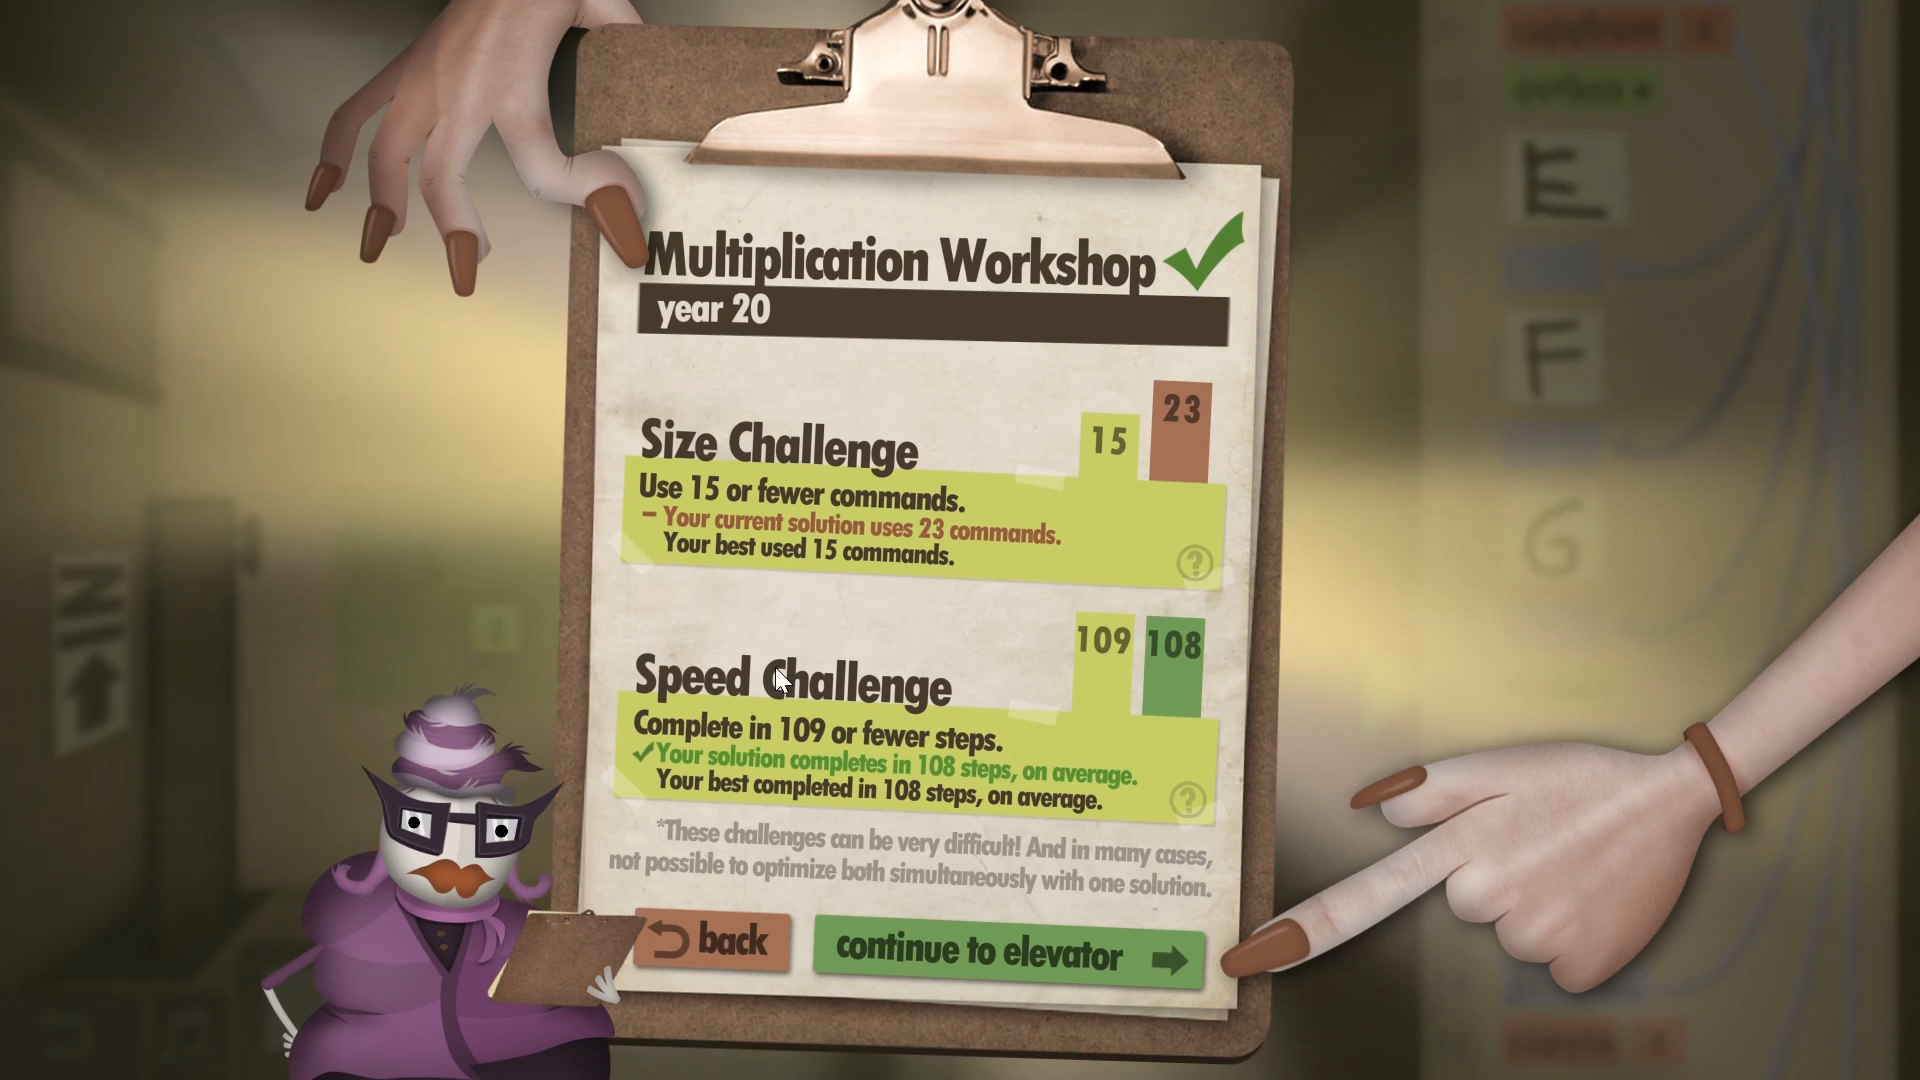 Multiplication Workshop
year 20
23
15
Size Challenge
Use 15 or fewer commands.
– Your current solution uses 23 commands.
Your best used 15 commands.
?
109 108
Speed Challenge
Complete in 109 or fewer steps.
Your solution completes in 108 steps, on average.
Your best completed in 108 steps, on average.
?
*These challenges can be very difficult! And in many cases,
not possible to optimize both simultaneously with one solution.
back
continue to elevator
IN
E
F
G